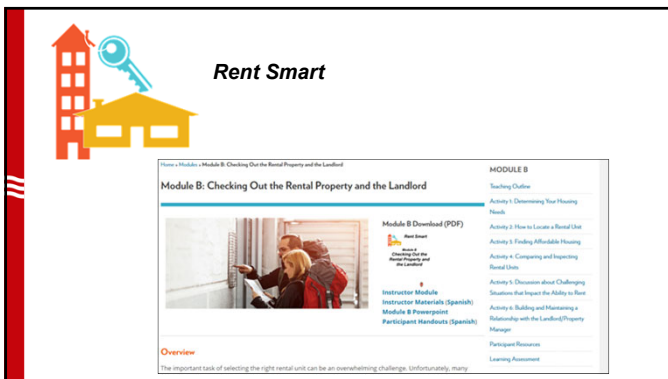 Rent Smart
Home » Modules » Module B: Checking Out the Rental Property and the Landlord
Module B: Checking Out the Rental Property and the Landlord
Module B Download (PDF)
Rent Smart
Module B
Checking Out the
Rental Property and
the Landlord
Instructor Module
Instructor Materials (Spanish)
Module B Powerpoint
Participant Handouts (Spanish)
Overview
The important task of selecting the right rental unit can be an overwhelming challenge. Unfortunately, many
MODULE B
Teaching Outline
Activity 1: Determining Your Housing
Needs
Activity 2: How to Locate a Rental Unit
Activity 3: Finding Affordable Housing
Activity 4: Comparing and Inspecting
Rental Units
Activity 5: Discussion about Challenging
Situations that Impact the Ability to Rent
Activity 6: Building and Maintaining a
Relationship with the Landlord/Property
Manager
Participant Resources
Learning Assessment